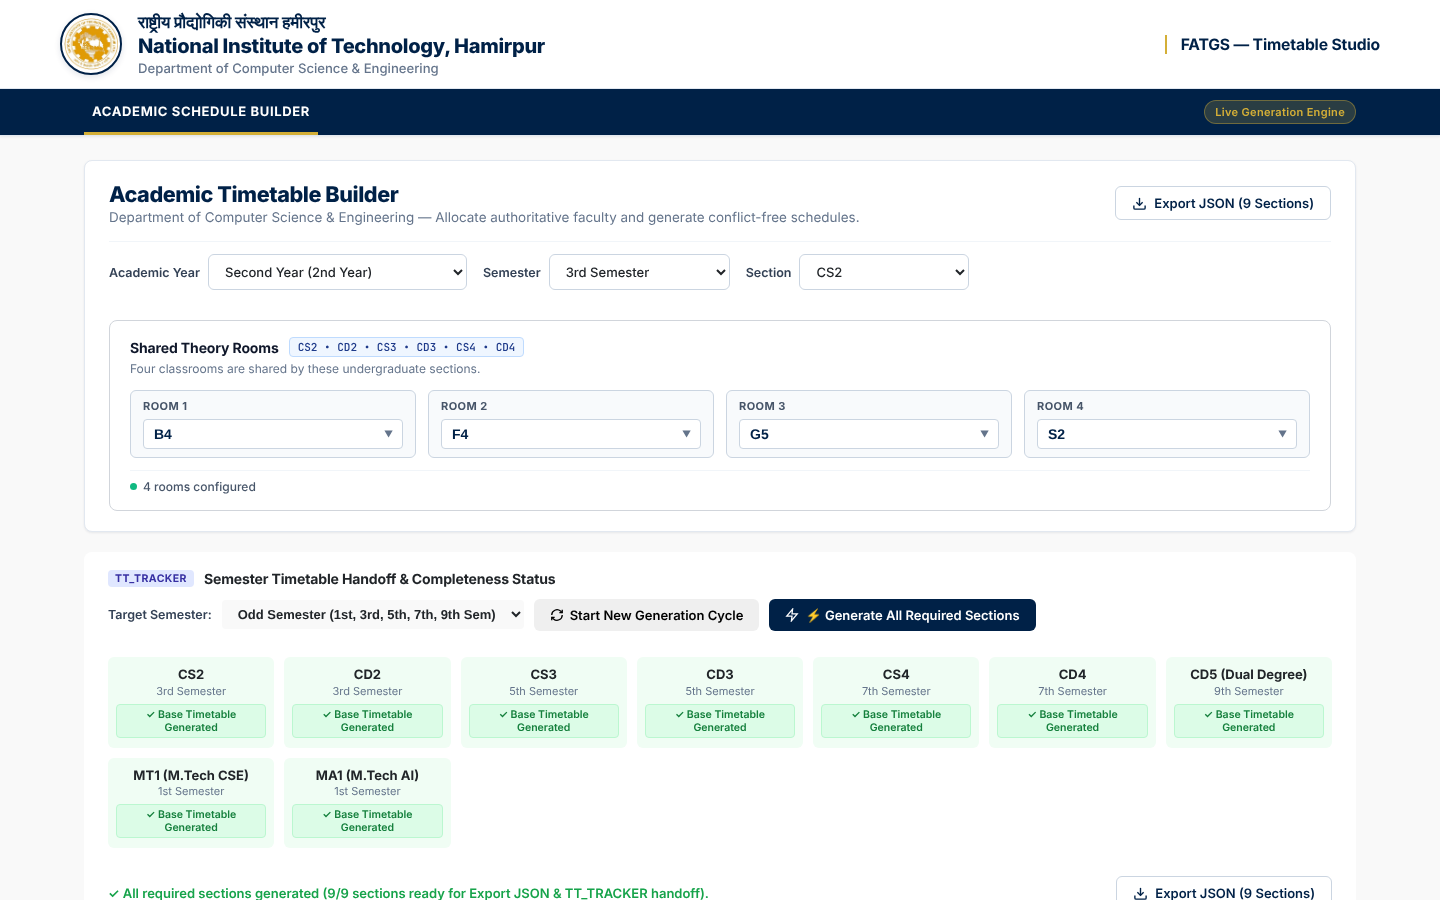 राष्ट्रीय प्रौद्योगिकी संस्थान हमीरपुर
National Institute of Technology, Hamirpur
Department of Computer Science & Engineering
FATGS — Timetable Studio
ACADEMIC SCHEDULE BUILDER
Live Generation Engine
Academic Timetable Builder
Department of Computer Science & Engineering — Allocate authoritative faculty and generate conflict-free schedules.
Export JSON (9 Sections)
Academic Year Second Year (2nd Year) Semester 3rd Semester Section CS2
Shared Theory Rooms CS2 • CD2 • CS3 • CD3 • CS4 • CD4
Four classrooms are shared by these undergraduate sections.
ROOM 1
B4
ROOM 2
F4
ROOM 3
G5
ROOM 4
S2
4 rooms configured
TT_TRACKER Semester Timetable Handoff & Completeness Status
Target Semester: Odd Semester (1st, 3rd, 5th, 7th, 9th Sem) Start New Generation Cycle ⚡ Generate All Required Sections
CS2
3rd Semester
✓ Base Timetable
Generated
CD2
3rd Semester
✓ Base Timetable
Generated
CS3
5th Semester
✓ Base Timetable
Generated
CD3
5th Semester
✓ Base Timetable
Generated
CS4
7th Semester
✓ Base Timetable
Generated
CD4
7th Semester
✓ Base Timetable
Generated
CD5 (Dual Degree)
9th Semester
✓ Base Timetable
Generated
MT1 (M.Tech CSE)
1st Semester
✓ Base Timetable
Generated
MA1 (M.Tech AI)
1st Semester
✓ Base Timetable
Generated
✓ All required sections generated (9/9 sections ready for Export JSON & TT_TRACKER handoff).
Export JSON (9 Sections)